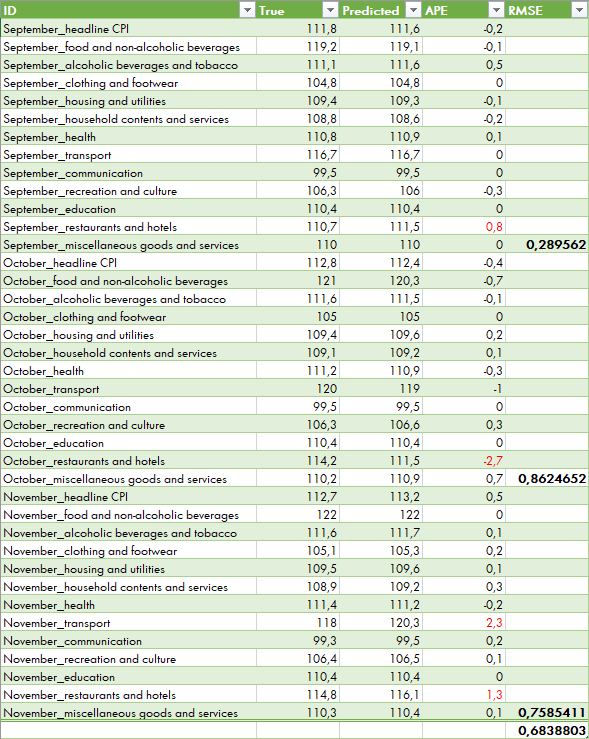 ID True Predicted APE RMSE
September_headline CPI 111,8 111,6 -0,2
September_food and non-alcoholic beverages 119,2 119,1 -0,1
September_alcoholic beverages and tobacco 111,1 111,6 0,5
September_clothing and footwear 104,8 104,8 0
September_housing and utilities 109,4 109,3 -0,1
September_household contents and services 108,8 108,6 -0,2
September_health 110,8 110,9 0,1
September_transport 116,7 116,7 0
September_communication 99,5 99,5 0
September_recreation and culture 106,3 106 -0,3
September_education 110,4 110,4 0
September_restaurants and hotels 110,7 111,5 0,8
September_miscellaneous goods and services 110 110 0 0,289562
October_headline CPI 112,8 112,4 -0,4
October_food and non-alcoholic beverages 121 120,3 -0,7
October_alcoholic beverages and tobacco 111,6 111,5 -0,1
October_clothing and footwear 105 105 0
October_housing and utilities 109,4 109,6 0,2
October_household contents and services 109,1 109,2 0,1
October_health 111,2 110,9 -0,3
October_transport 120 119 -1
October_communication 99,5 99,5 0
October_recreation and culture 106,3 106,6 0,3
October_education 110,4 110,4 0
October_restaurants and hotels 114,2 111,5 -2,7
October_miscellaneous goods and services 110,2 110,9 0,7 0,8624652
November_headline CPI 112,7 113,2 0,5
November_food and non-alcoholic beverages 122 122 0
November_alcoholic beverages and tobacco 111,6 111,7 0,1
November_clothing and footwear 105,1 105,3 0,2
November_housing and utilities 109,5 109,6 0,1
November_household contents and services 108,9 109,2 0,3
November_health 111,4 111,2 -0,2
November_transport 118 120,3 2,3
November_communication 99,3 99,5 0,2
November_recreation and culture 106,4 106,5 0,1
November_education 110,4 110,4 0
November_restaurants and hotels 114,8 116,1 1,3
November_miscellaneous goods and services 110,3 110,4 0,1 0,7585411
0,6838803